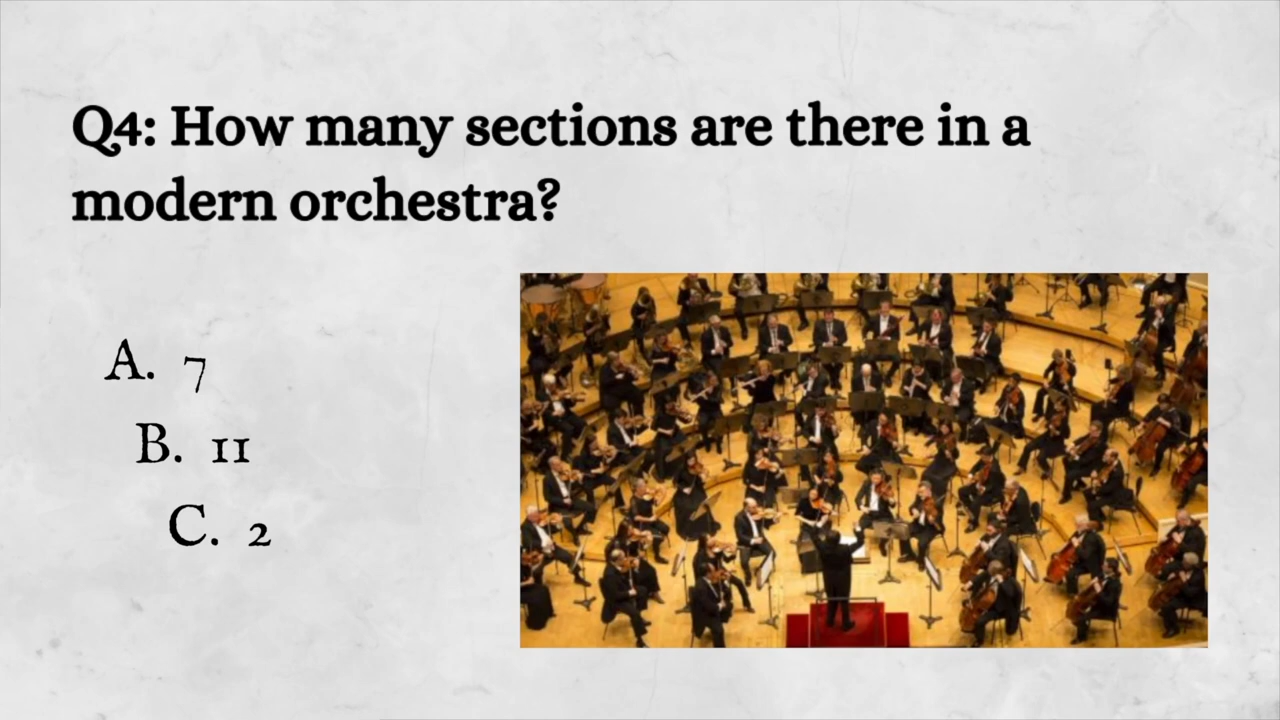 Q4: How many sections are there in a
modern orchestra?
A. 7
B. 11
C. 2